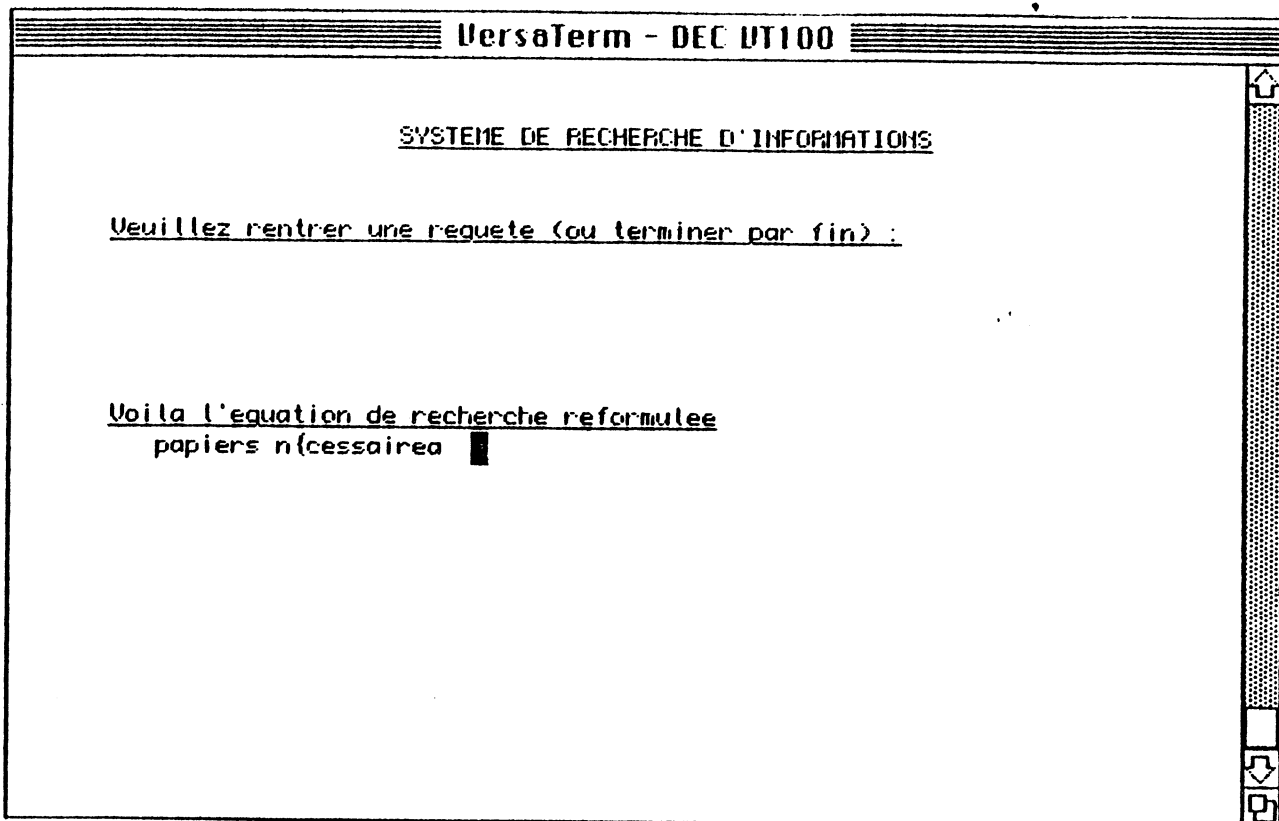 VersaTerm - DEC VT100
SYSTEME DE RECHERCHE D'INFORMATIONS
Veuillez rentrer une requete (ou terminer par fin) :
Voila l'equation de recherche reformulee
papiers n{cessairea